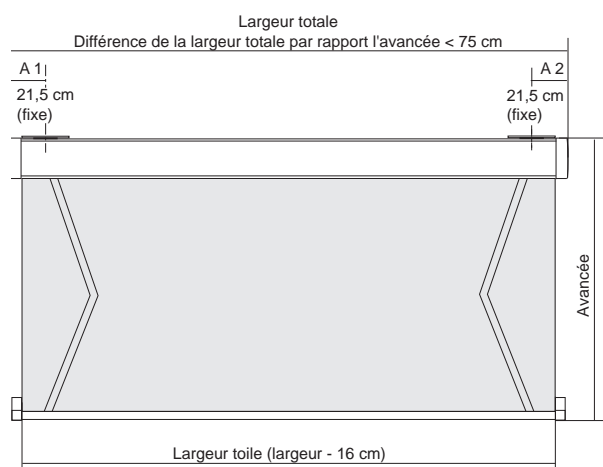 Largeur totale
Différence de la largeur totale par rapport l'avancée < 75 cm
A 1
A 2
21,5 cm
(fixe)
21,5 cm
(fixe)
Avancée
Largeur toile (largeur - 16 cm)